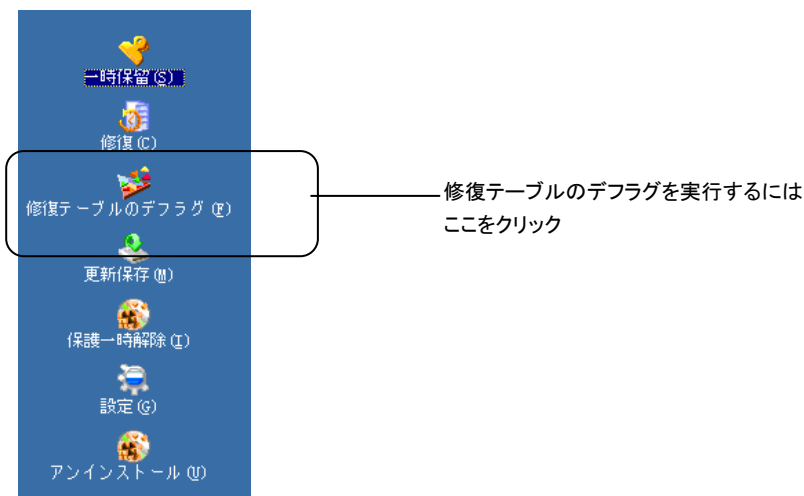 一時保留(S)
修復(C)
修復テーブルのデフラグ(F)
修復テーブルのデフラグを実行するには
ここをクリック
更新保存(M)
保護一時解除(I)
設定(G)
アンインストール(U)